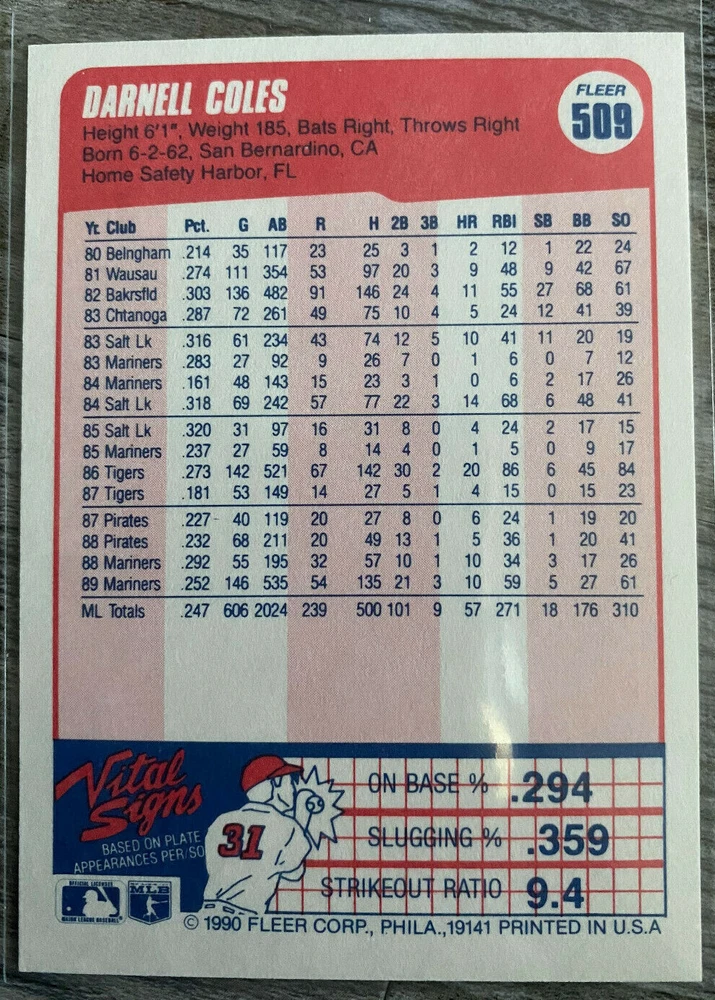 DARNELL COLES
FLEER
509
Height 6'1", Weight 185, Bats Right, Throws Right
Born 6-2-62, San Bernardino, CA
Home Safety Harbor, FL
Yr. Club Pct. G AB R H 2B 3B HR RBI SB BB SO
80 Belngham .214 35 117 23 25 3 1 2 12 1 22 24
81 Wausau .274 111 354 53 97 20 3 9 48 9 42 67
82 Bakrsfld .303 136 482 91 146 24 4 11 55 27 68 61
83 Chtanoga .287 72 261 49 75 10 4 5 24 12 41 39
83 Salt Lk .316 61 234 43 74 12 5 10 41 11 20 19
83 Mariners .283 27 92 9 26 7 0 1 6 0 7 12
84 Mariners .161 48 143 15 23 3 1 0 6 2 17 26
84 Salt Lk .318 69 242 57 77 22 3 14 68 6 48 41
85 Salt Lk .320 31 97 16 31 8 0 4 24 2 17 15
85 Mariners .237 27 59 8 14 4 0 1 5 0 9 17
86 Tigers .273 142 521 67 142 30 2 20 86 6 45 84
87 Tigers .181 53 149 14 27 5 1 4 15 0 15 23
87 Pirates .227 40 119 20 27 8 0 6 24 1 19 20
88 Pirates .232 68 211 20 49 13 1 5 36 1 20 41
88 Mariners .292 55 195 32 57 10 1 10 34 3 17 26
89 Mariners .252 146 535 54 135 21 3 10 59 5 27 61
ML Totals .247 606 2024 239 500 101 9 57 271 18 176 310
Vital
Signs
BASED ON PLATE
APPEARANCES PER/SO
31
ON BASE % .294
SLUGGING % .359
STRIKEOUT RATIO 9.4
OFFICIAL LICENSEE
MAJOR LEAGUE BASEBALL
MLB
© 1990 FLEER CORP., PHILA.,19141 PRINTED IN U.S.A